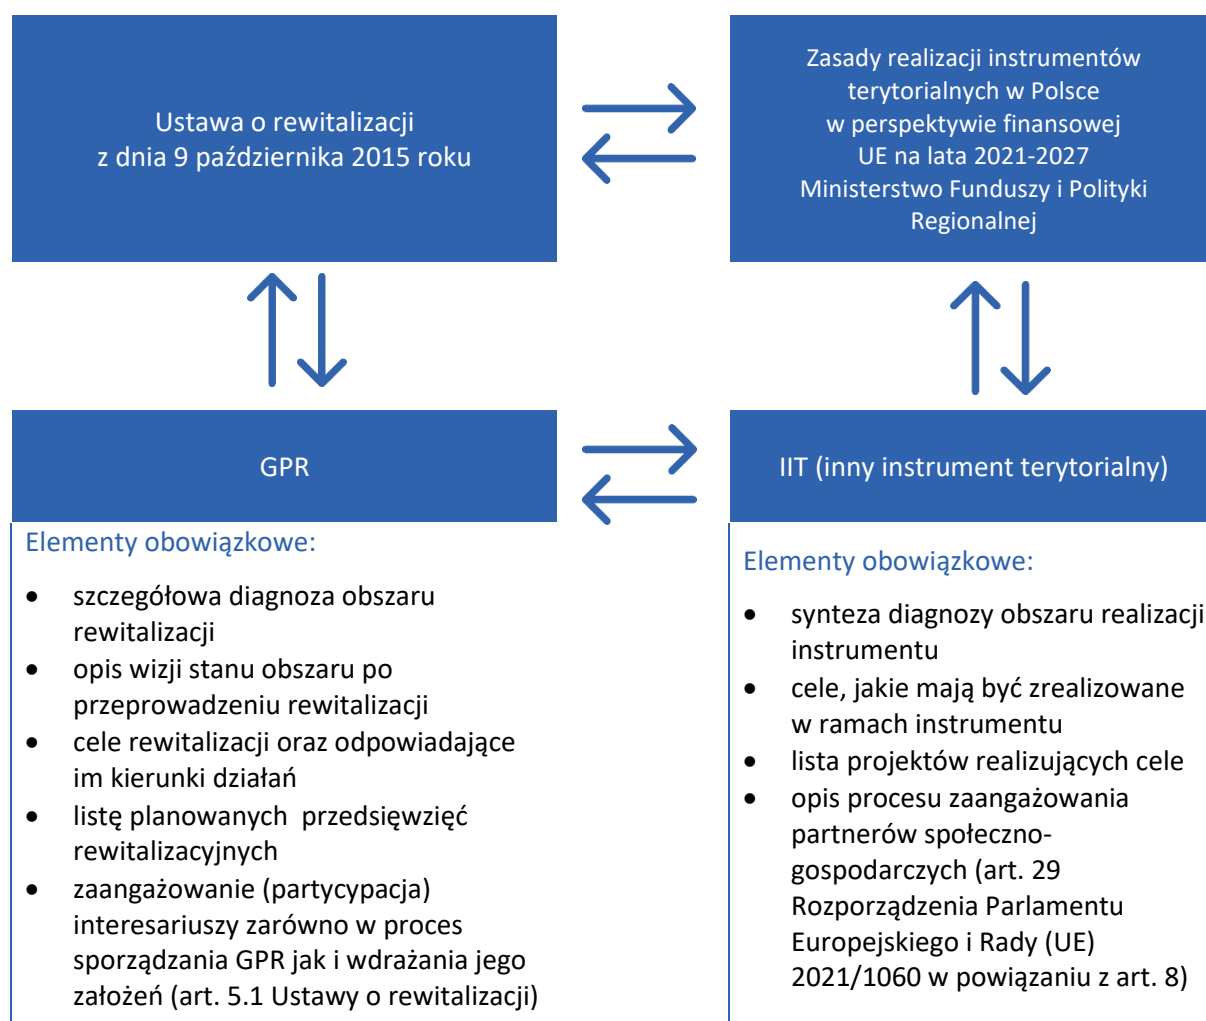 Ustawa o rewitalizacji
z dnia 9 października 2015 roku
Zasady realizacji instrumentów
terytorialnych w Polsce
w perspektywie finansowej
UE na lata 2021-2027
Ministerstwo Funduszy i Polityki
Regionalnej
GPR
IIT (inny instrument terytorialny)
Elementy obowiązkowe:
• szczegółowa diagnoza obszaru
rewitalizacji
• opis wizji stanu obszaru po
przeprowadzeniu rewitalizacji
• cele rewitalizacji oraz odpowiadające
im kierunki działań
• listę planowanych przedsięwzięć
rewitalizacyjnych
• zaangażowanie (partycypacja)
interesariuszy zarówno w proces
sporządzania GPR jak i wdrażania jego
założeń (art. 5.1 Ustawy o rewitalizacji)
Elementy obowiązkowe:
• synteza diagnozy obszaru realizacji
instrumentu
• cele, jakie mają być zrealizowane
w ramach instrumentu
• lista projektów realizujących cele
• opis procesu zaangażowania
partnerów społeczno-
gospodarczych (art. 29
Rozporządzenia Parlamentu
Europejskiego i Rady (UE)
2021/1060 w powiązaniu z art. 8)